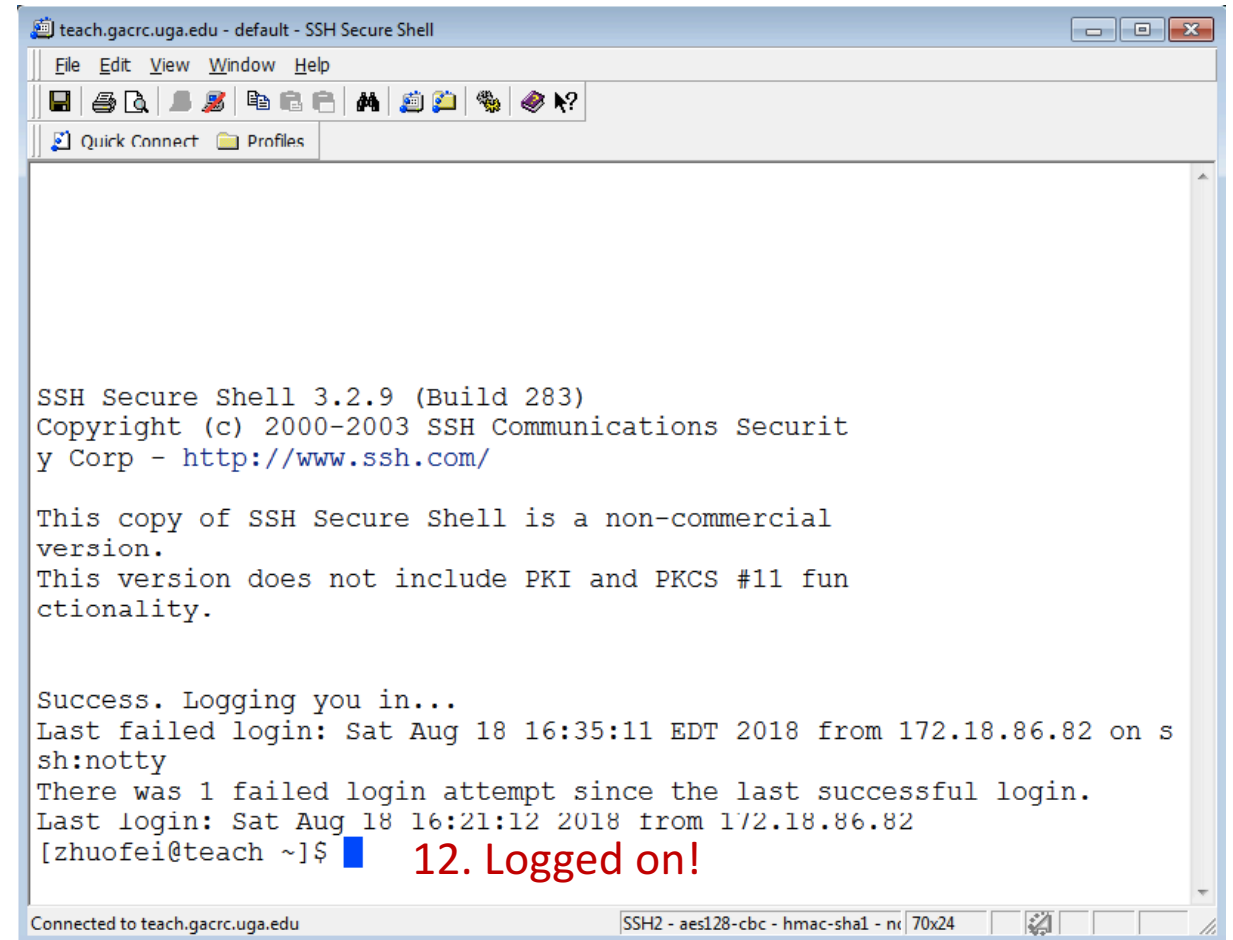 teach.gacrc.uga.edu - default - SSH Secure Shell
File Edit View Window Help
Quick Connect Profiles
SSH Secure Shell 3.2.9 (Build 283)
Copyright (c) 2000-2003 SSH Communications Securit
y Corp - http://www.ssh.com/
This copy of SSH Secure Shell is a non-commercial
version.
This version does not include PKI and PKCS #11 fun
ctionality.
Success. Logging you in...
Last failed login: Sat Aug 18 16:35:11 EDT 2018 from 172.18.86.82 on s
sh:notty
There was 1 failed login attempt since the last successful login.
Last login: Sat Aug 18 16:21:12 2018 from 172.18.86.82
[zhuofei@teach ~]$ 12. Logged on!
Connected to teach.gacrc.uga.edu SSH2 - aes128-cbc - hmac-sha1 - no 70x24